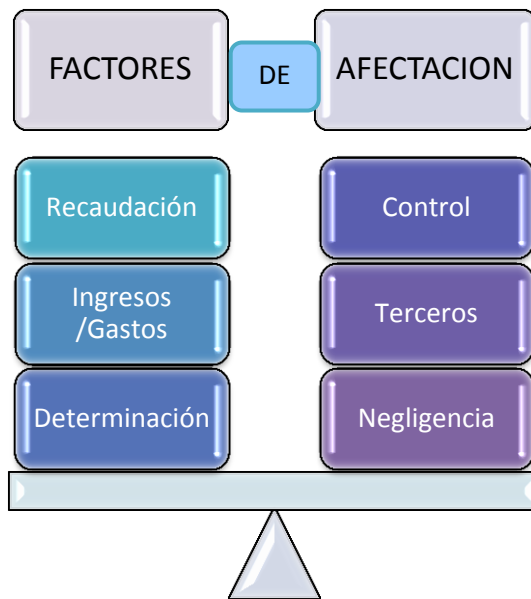 FACTORES
DE
AFECTACION
Recaudación
Ingresos
/Gastos
Determinación
Control
Terceros
Negligencia